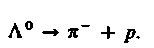 Λ⁰ → π⁻ + p.